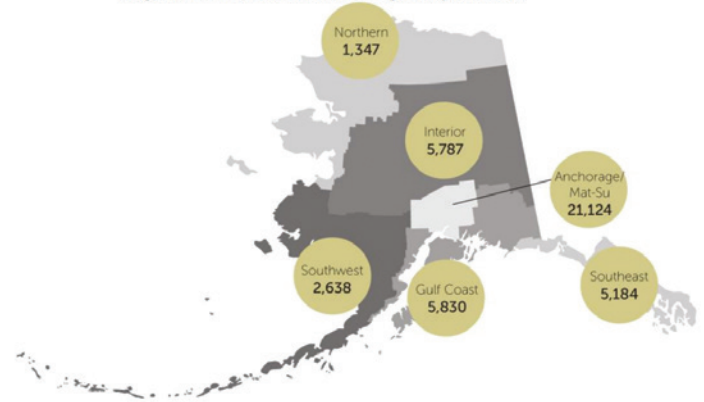 Northern
1,347
Interior
5,787
Anchorage/
Mat-Su
21,124
Southwest
2,638
Gulf Coast
5,830
Southeast
5,184